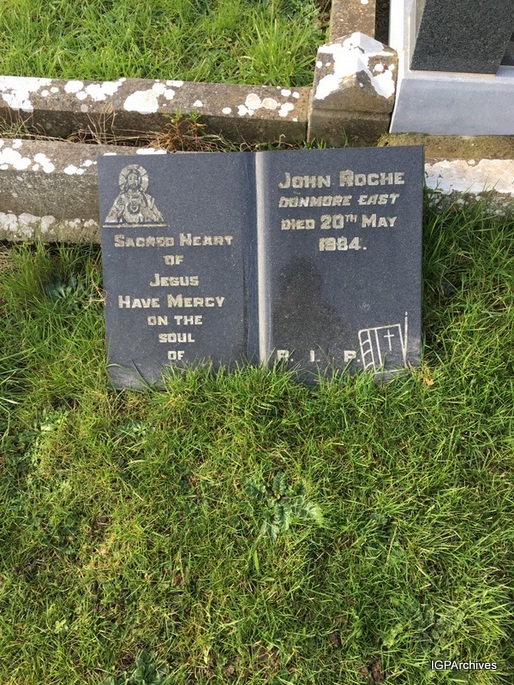 Sacred Heart
of
Jesus
Have Mercy
on the
soul
of
John Roche
Dunmore East
Died 20th May
1984.
R. I. P.
IGPArchives